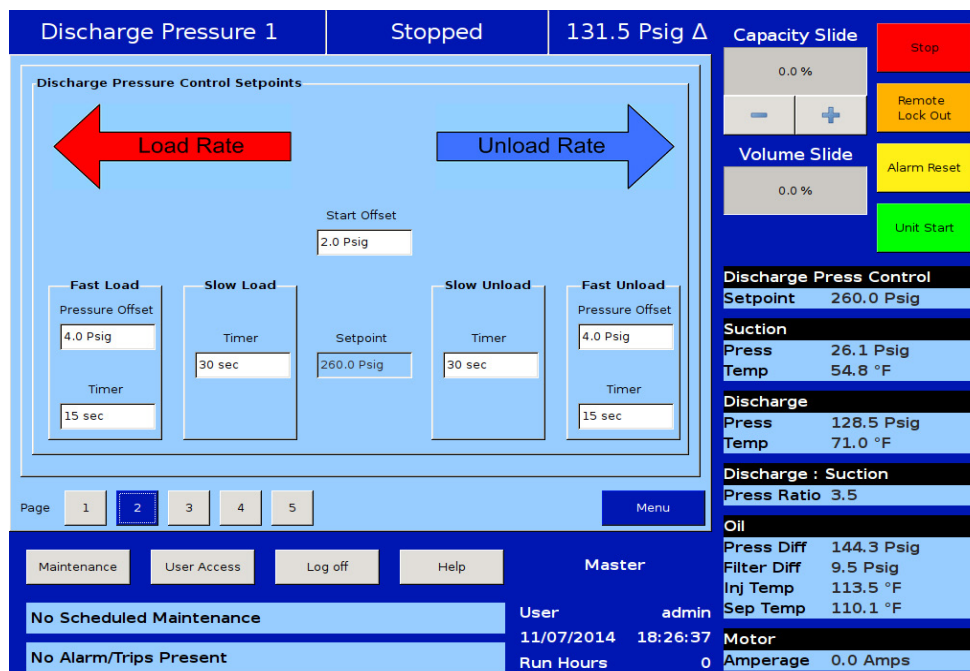 Discharge Pressure 1
Stopped
131.5 Psig Δ
Discharge Pressure Control Setpoints
Load Rate
Unload Rate
Start Offset
2.0 Psig
Fast Load
Pressure Offset
4.0 Psig
Timer
15 sec
Slow Load
Timer
30 sec
Setpoint
260.0 Psig
Slow Unload
Timer
30 sec
Fast Unload
Pressure Offset
4.0 Psig
Timer
15 sec
Page 1 2 3 4 5
Menu
Maintenance
User Access
Log off
Help
Master
No Scheduled Maintenance
No Alarm/Trips Present
User admin
11/07/2014 18:26:37
Run Hours 0
Capacity Slide
0.0 %
Volume Slide
0.0 %
Stop
Remote
Lock Out
Alarm Reset
Unit Start
Discharge Press Control
Setpoint 260.0 Psig
Suction
Press 26.1 Psig
Temp 54.8 °F
Discharge
Press 128.5 Psig
Temp 71.0 °F
Discharge : Suction
Press Ratio 3.5
Oil
Press Diff 144.3 Psig
Filter Diff 9.5 Psig
Inj Temp 113.5 °F
Sep Temp 110.1 °F
Motor
Amperage 0.0 Amps